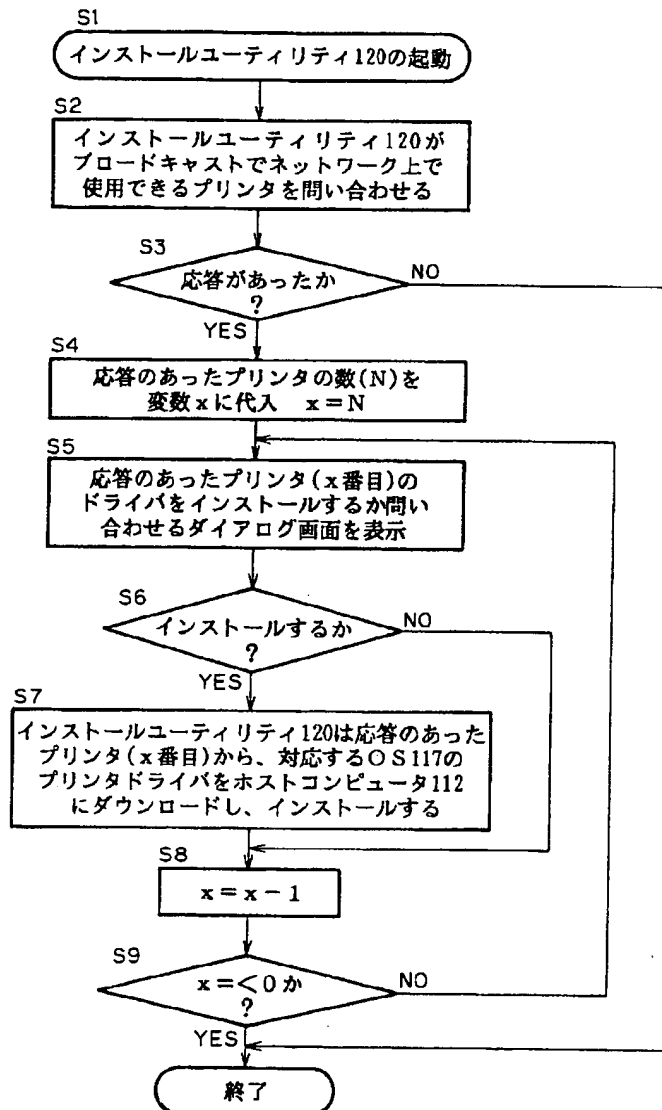 S1
インストールユーティリティ120の起動
S2
インストールユーティリティ120が
ブロードキャストでネットワーク上で
使用できるプリンタを問い合わせる
S3
応答があったか
?
NO
YES
S4
応答のあったプリンタの数(N)を
変数xに代入 x=N
S5
応答のあったプリンタ(x番目)の
ドライバをインストールするか問い
合わせるダイアログ画面を表示
S6
インストールするか
?
NO
YES
S7
インストールユーティリティ120は応答のあった
プリンタ(x番目)から、対応するOS117の
プリンタドライバをホストコンピュータ112
にダウンロードし、インストールする
S8
x=x-1
S9
x=<0か
?
NO
YES
終了